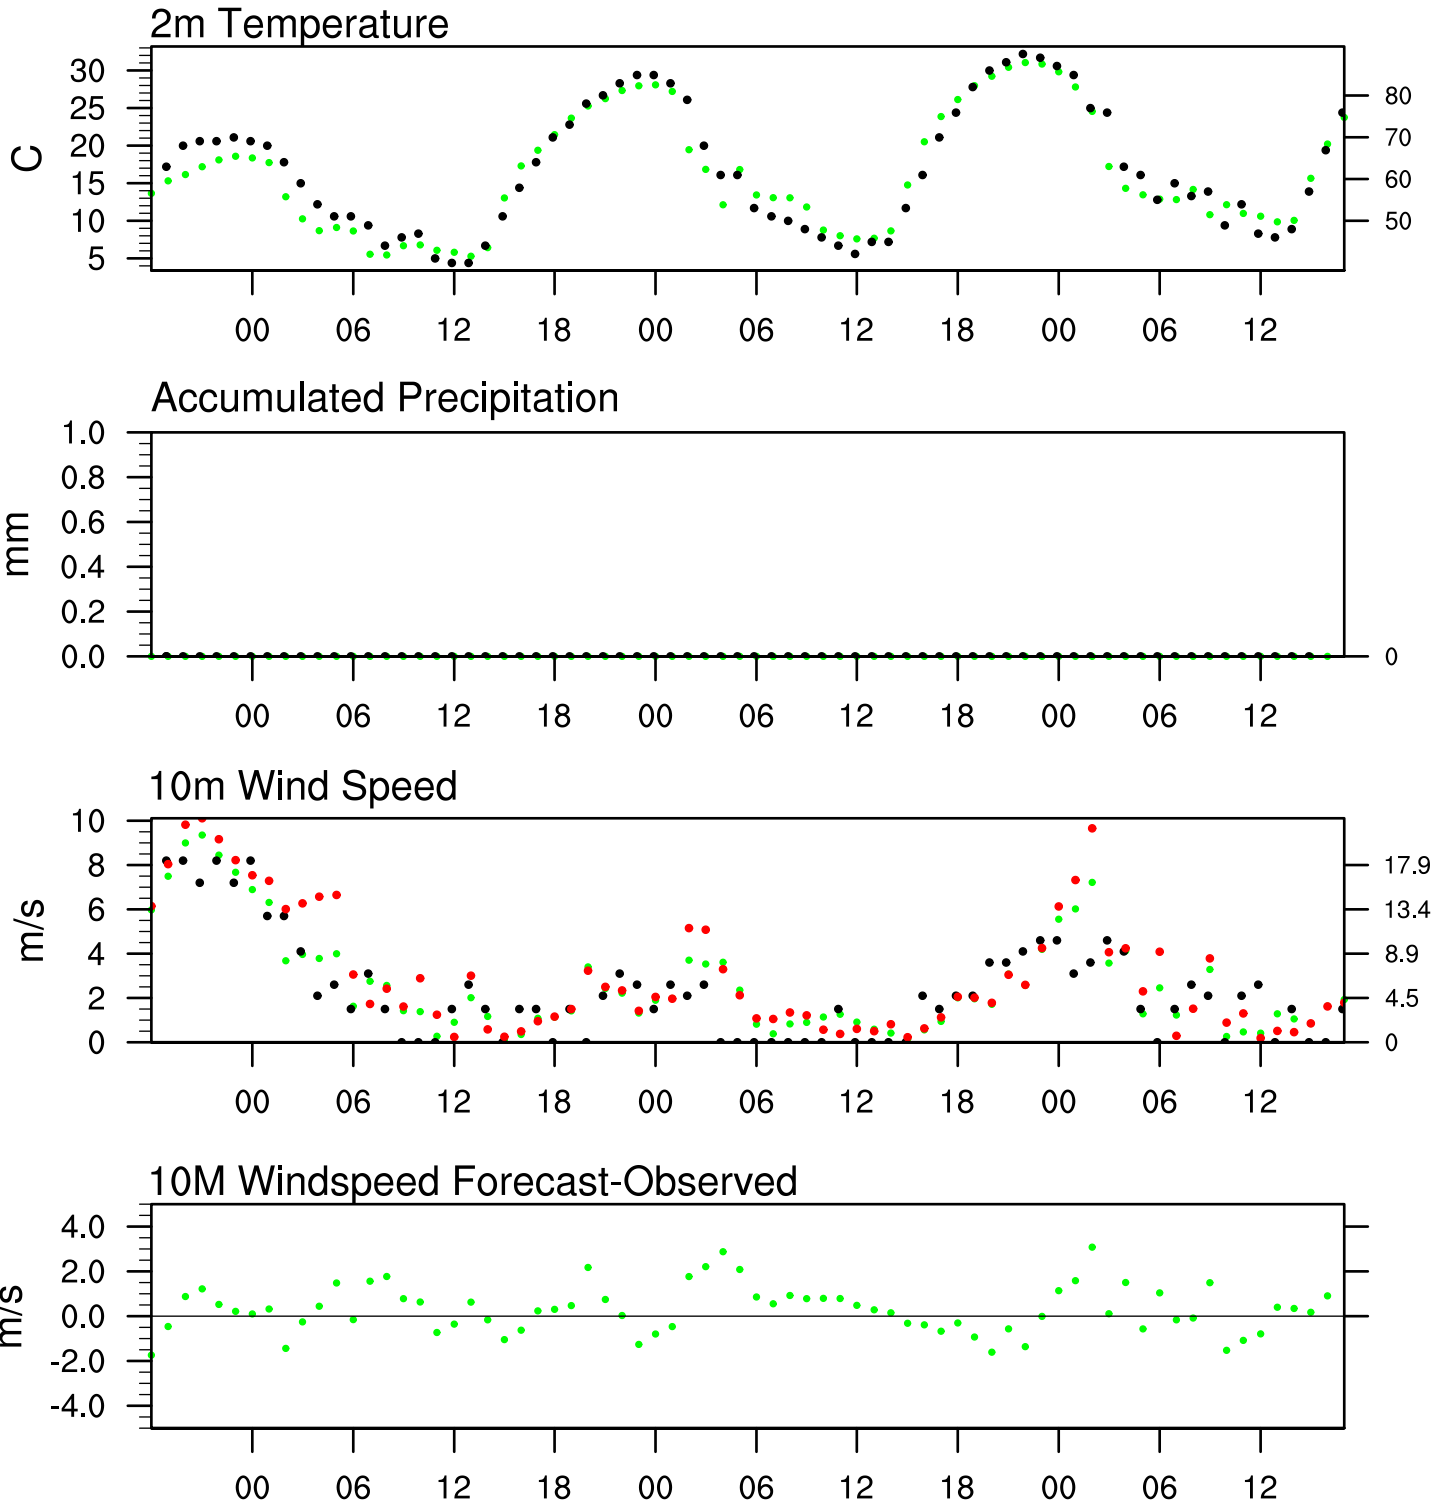 2m Temperature
30
25
20
15
10
5
C
80
70
60
50
00 06 12 18 00 06 12 18 00 06 12
Accumulated Precipitation
1.0
0.8
0.6
0.4
0.2
0.0
mm
0
00 06 12 18 00 06 12 18 00 06 12
10m Wind Speed
10
8
6
4
2
0
m/s
17.9
13.4
8.9
4.5
0
00 06 12 18 00 06 12 18 00 06 12
10M Windspeed Forecast-Observed
4.0
2.0
0.0
-2.0
-4.0
m/s
00 06 12 18 00 06 12 18 00 06 12